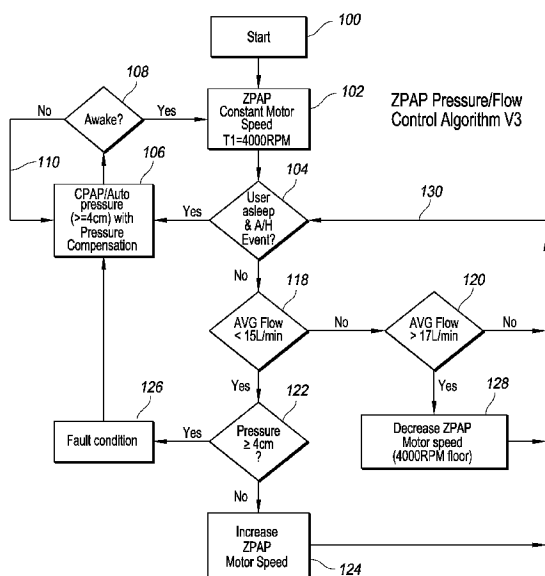 100
Start
108
No
Awake?
Yes
ZPAP
Constant Motor
Speed
T1=4000RPM
102
ZPAP Pressure/Flow
Control Algorithm V3
110
106
CPAP/Auto
pressure
(>=4cm) with
Pressure
Compensation
104
User
asleep
& A/H
Event?
Yes
130
No
118
AVG Flow
< 15L/min
No
120
AVG Flow
> 17L/min
No
Yes
Yes
126
Fault condition
Yes
122
Pressure
≥ 4cm
?
128
Decrease ZPAP
Motor speed
(4000RPM floor)
No
Increase
ZPAP
Motor Speed
124